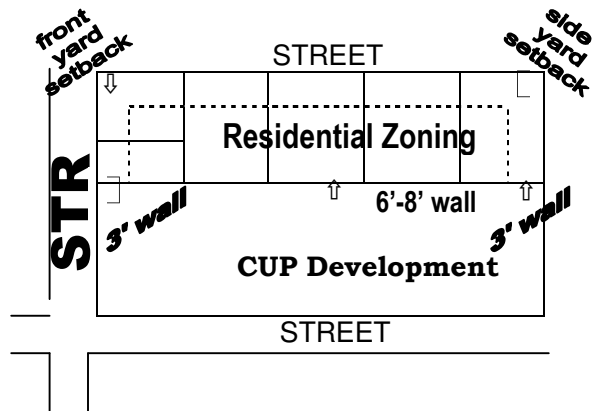 front
yard
setback
STREET
side
yard
setback
Residential Zoning
STR
3' wall
6'-8' wall
3' wall
CUP Development
STREET